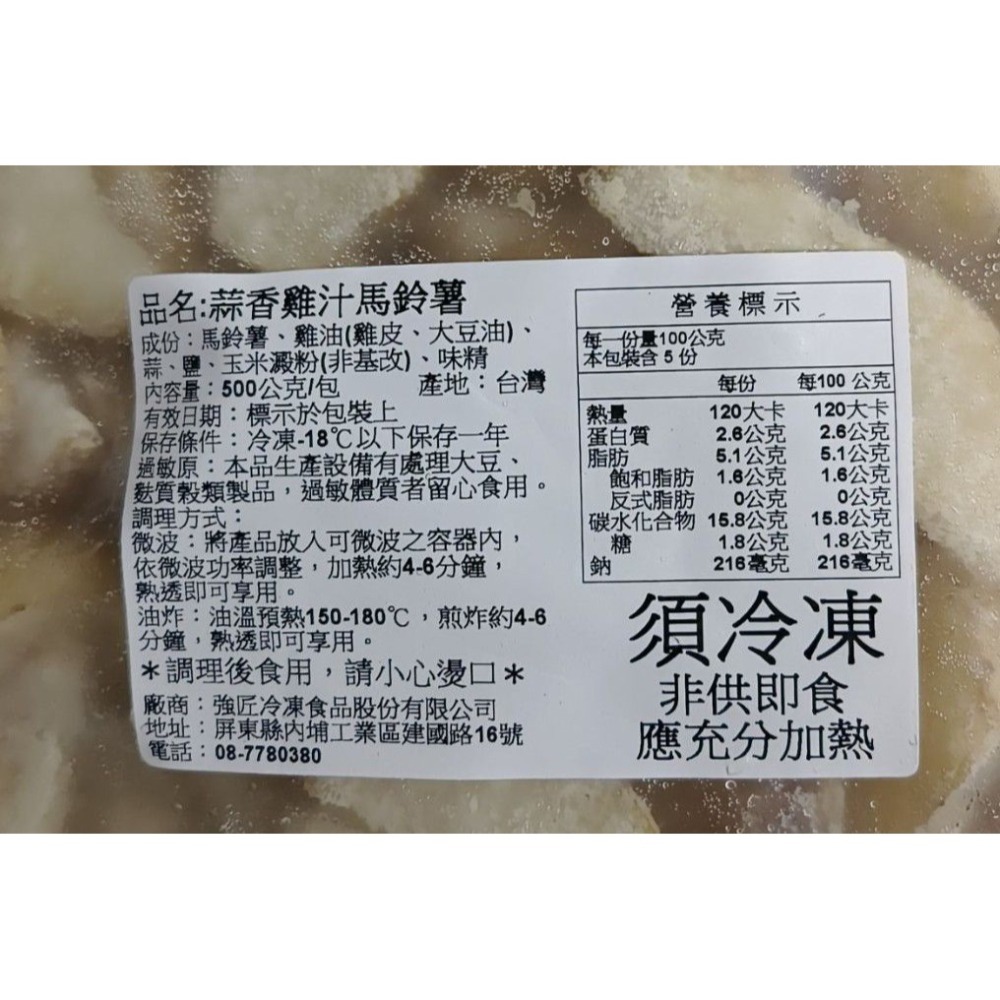 品名:蒜香雞汁馬鈴薯
成份：馬鈴薯、雞油(雞皮、大豆油)、
蒜、鹽、玉米澱粉(非基改)、味精
內容量：500公克/包 產地：台灣
有效日期：標示於包裝上
保存條件：冷凍-18℃以下保存一年
過敏原：本品生產設備有處理大豆、
麩質穀類製品，過敏體質者留心食用。
調理方式：
微波：將產品放入可微波之容器內，
依微波功率調整，加熱約4-6分鐘，
熟透即可享用。
油炸：油溫預熱150-180℃，煎炸約4-6
分鐘，熟透即可享用。
＊調理後食用，請小心燙口＊
廠商：強匠冷凍食品股份有限公司
地址：屏東縣內埔工業區建國路16號
電話：08-7780380
營養標示
每一份量100公克
本包裝含 5 份
每份 每100 公克
熱量 120大卡 120大卡
蛋白質 2.6公克 2.6公克
脂肪 5.1公克 5.1公克
飽和脂肪 1.6公克 1.6公克
反式脂肪 0公克 0公克
碳水化合物 15.8公克 15.8公克
糖 1.8公克 1.8公克
鈉 216毫克 216毫克
須冷凍
非供即食
應充分加熱